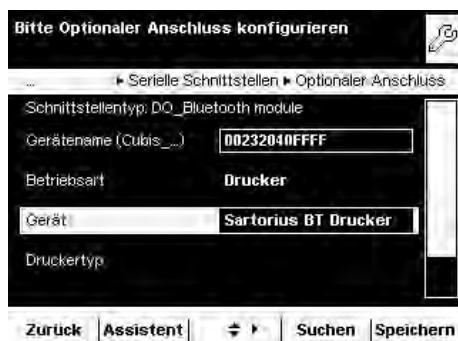 Bitte Optionaler Anschluss konfigurieren
... ▸ Serielle Schnittstellen ▸ Optionaler Anschluss
Schnittstellentyp: DO_Bluetooth module
Gerätename (Cubis_...) 00232040FFFF
Betriebsart Drucker
Gerät Sartorius BT Drucker
Druckertyp
Zurück Assistent Suchen Speichern